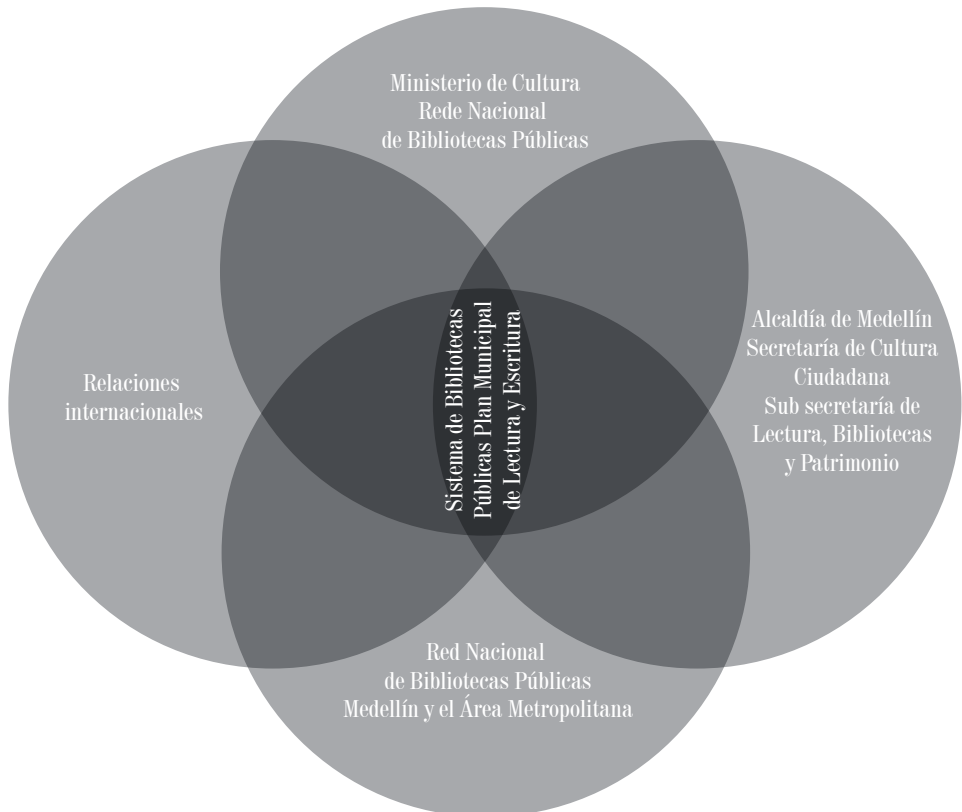 Ministerio de Cultura
Rede Nacional
de Bibliotecas Públicas
Relaciones
internacionales
Sistema de Bibliotecas
Públicas Plan Municipal
de Lectura y Escritura
Alcaldía de Medellín
Secretaría de Cultura
Ciudadana
Sub secretaría de
Lectura, Bibliotecas
y Patrimonio
Red Nacional
de Bibliotecas Públicas
Medellín y el Área Metropolitana